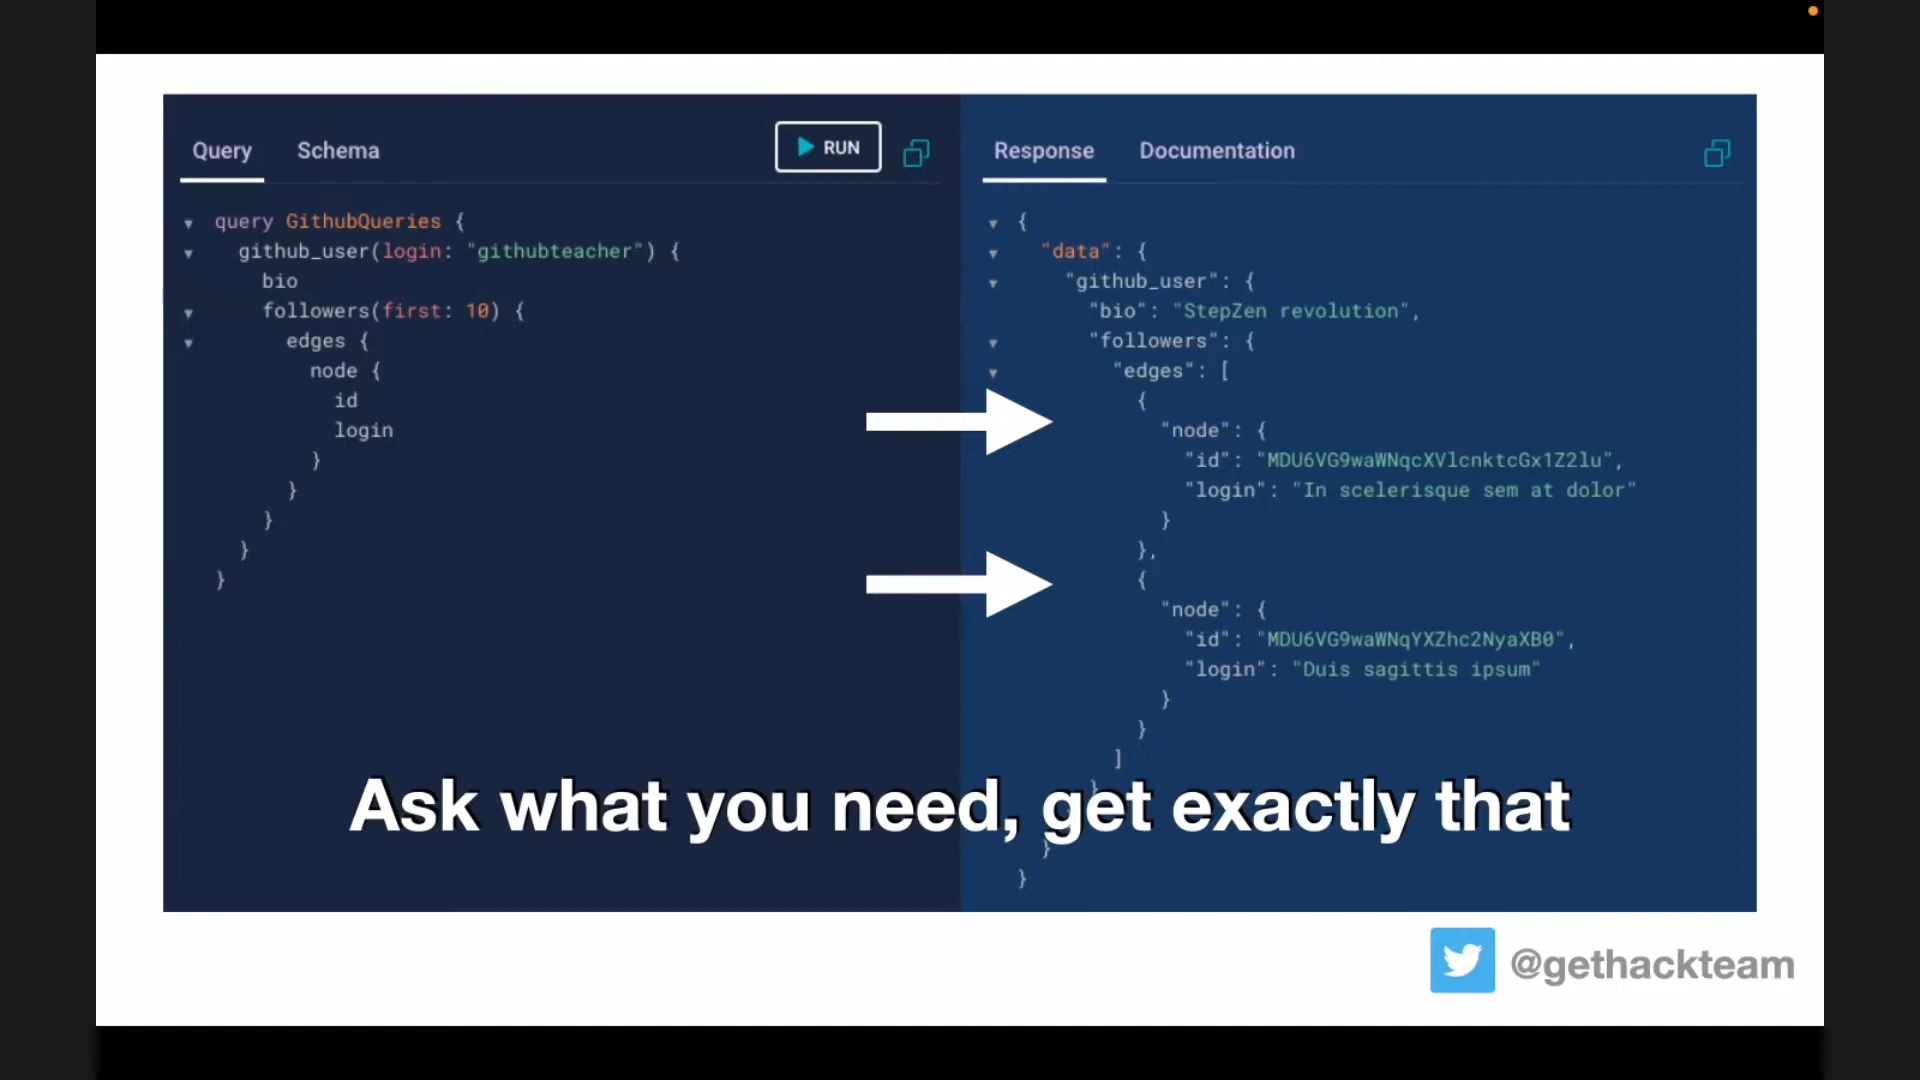 Query Schema RUN
query GithubQueries {
github_user(login: "githubteacher") {
bio
followers(first: 10) {
edges {
node {
id
login
}
}
}
}
}
Response Documentation
{
"data": {
"github_user": {
"bio": "StepZen revolution",
"followers": {
"edges": [
{
"node": {
"id": "MDU6VG9waWNqcXVlcnktcGx1Z2lu",
"login": "In scelerisque sem at dolor"
}
},
{
"node": {
"id": "MDU6VG9waWNqYXZhc2NyaXB0",
"login": "Duis sagittis ipsum"
}
}
]
}
}
}
Ask what you need, get exactly that
@gethackteam